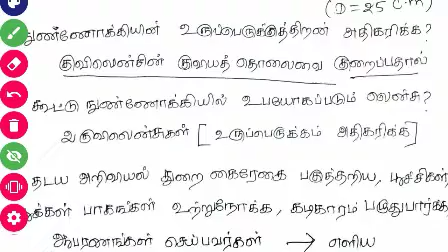 (D = 25 c.m)
நுண்ணோக்கியின் உருப்பெருக்குத்திறன் அதிகரிக்க?
குவிலென்சின் குவியத் தொலைவை குறைப்பதால்
கூட்டு நுண்ணோக்கியில் உபயோகப்படும் லென்சு?
2 குவிலென்சுகள் [உருப்பெருக்கம் அதிகரிக்க]
தடய அறிவியல் துறை கைரேகை பகுத்தறிய, பூச்சிகள்
பாகங்கள் உற்றுநோக்க, கடிகாரம் பழுதுபார்க்க
ஆபரணங்கள் செய்பவர்கள் → எளிய